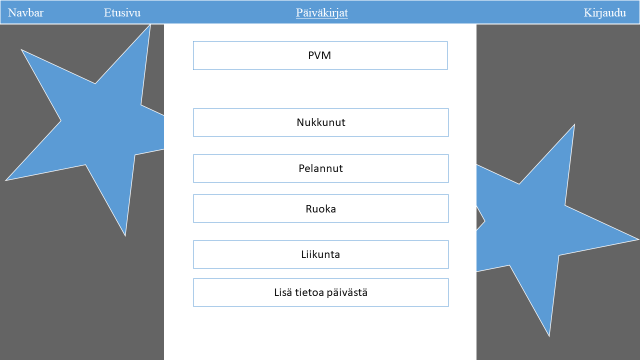 Navbar Etusivu Päiväkirjat Kirjaudu
PVM
Nukkunut
Pelannut
Ruoka
Liikunta
Lisä tietoa päivästä